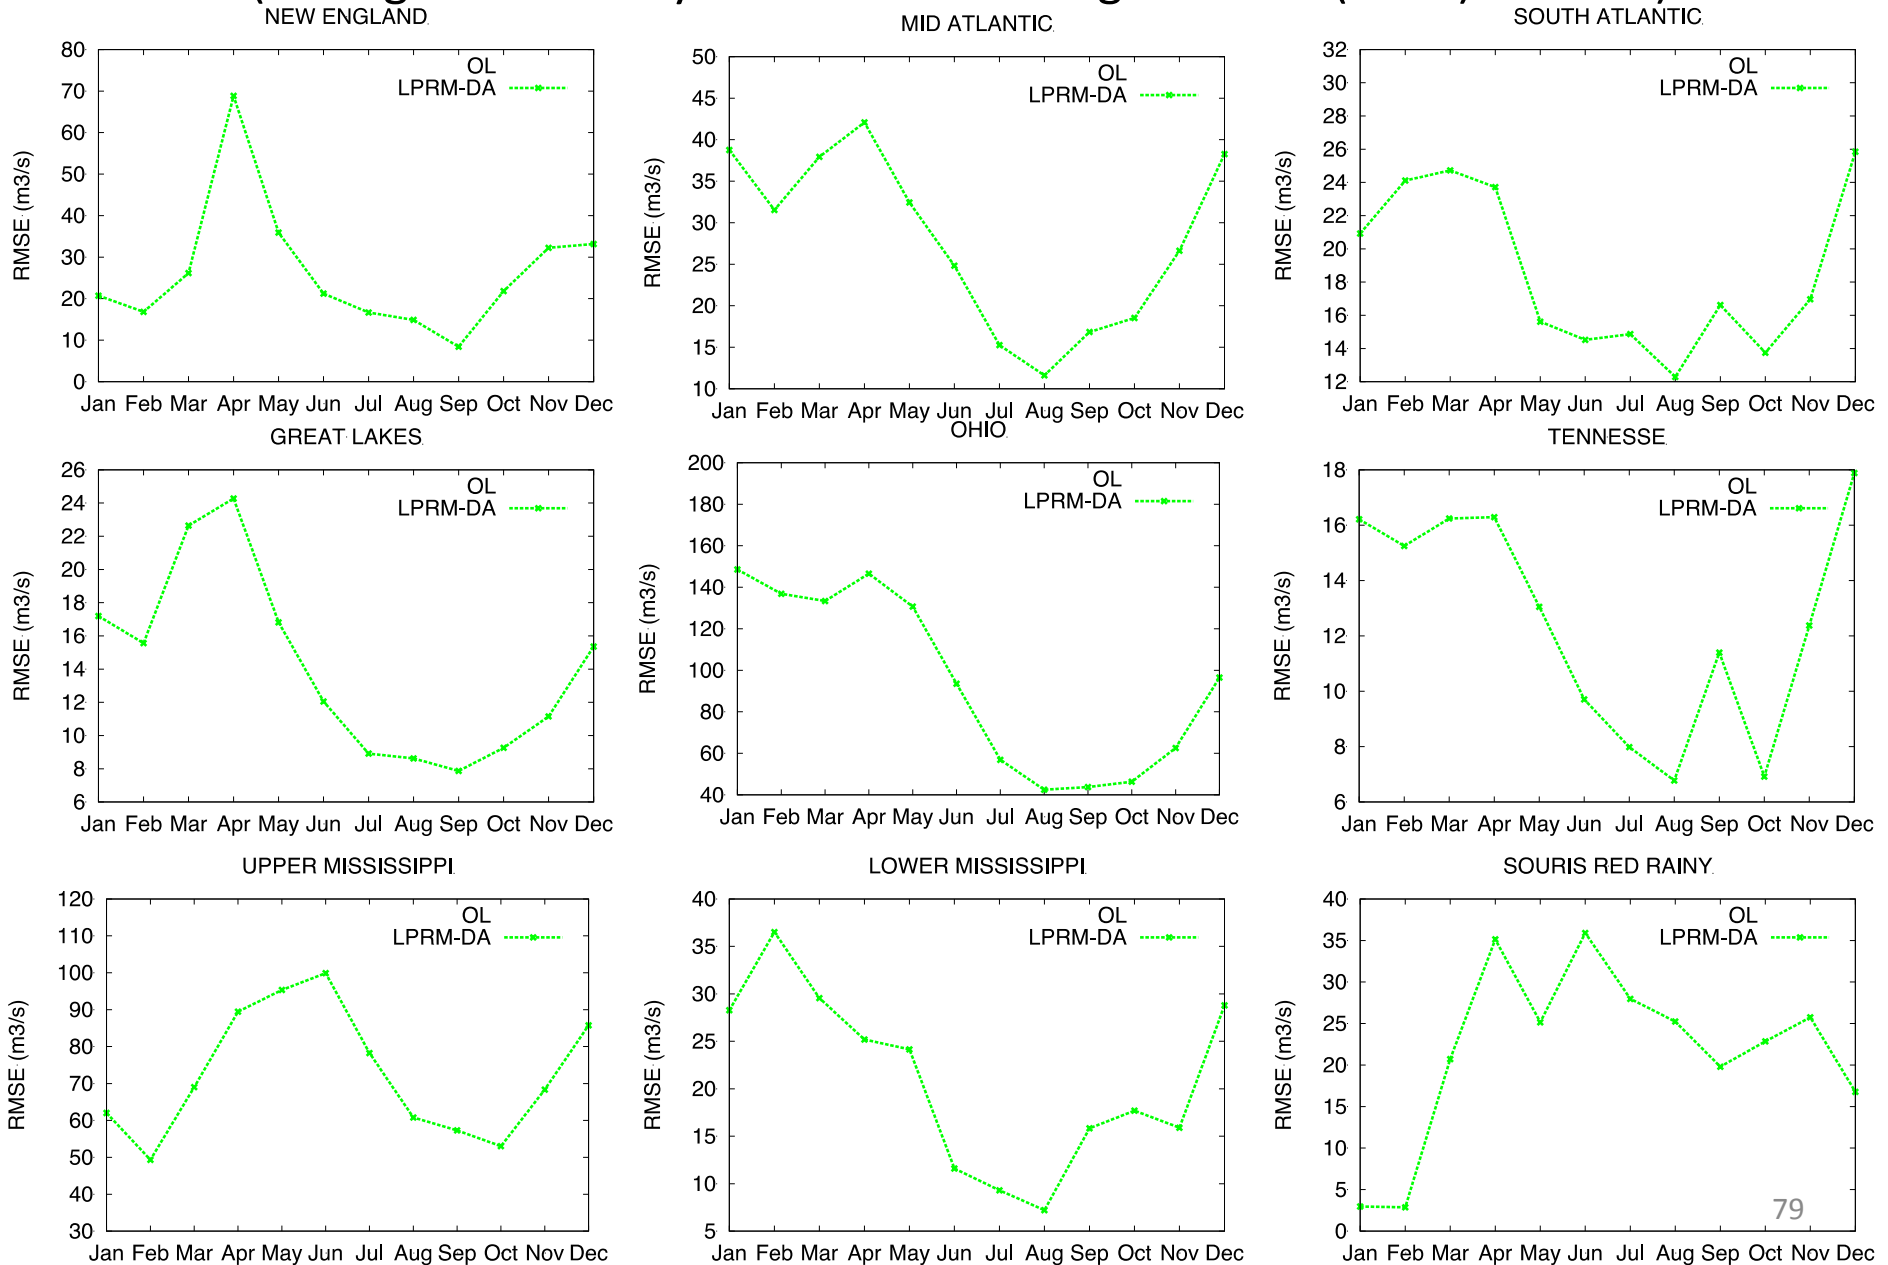 NEW ENGLAND
80
70
60
50
40
30
20
10
0
RMSE (m3/s)
OL
LPRM-DA
Jan Feb Mar Apr May Jun Jul Aug Sep Oct Nov Dec
MID ATLANTIC
50
45
40
35
30
25
20
15
10
RMSE (m3/s)
OL
LPRM-DA
Jan Feb Mar Apr May Jun Jul Aug Sep Oct Nov Dec
SOUTH ATLANTIC
32
30
28
26
24
22
20
18
16
14
12
RMSE (m3/s)
OL
LPRM-DA
Jan Feb Mar Apr May Jun Jul Aug Sep Oct Nov Dec
GREAT LAKES
26
24
22
20
18
16
14
12
10
8
6
RMSE (m3/s)
OL
LPRM-DA
Jan Feb Mar Apr May Jun Jul Aug Sep Oct Nov Dec
OHIO
200
180
160
140
120
100
80
60
40
RMSE (m3/s)
OL
LPRM-DA
Jan Feb Mar Apr May Jun Jul Aug Sep Oct Nov Dec
TENNESSE
18
16
14
12
10
8
6
RMSE (m3/s)
OL
LPRM-DA
Jan Feb Mar Apr May Jun Jul Aug Sep Oct Nov Dec
UPPER MISSISSIPPI
120
110
100
90
80
70
60
50
40
30
RMSE (m3/s)
OL
LPRM-DA
Jan Feb Mar Apr May Jun Jul Aug Sep Oct Nov Dec
LOWER MISSISSIPPI
40
35
30
25
20
15
10
5
RMSE (m3/s)
OL
LPRM-DA
Jan Feb Mar Apr May Jun Jul Aug Sep Oct Nov Dec
SOURIS RED RAINY
40
35
30
25
20
15
10
5
0
RMSE (m3/s)
OL
LPRM-DA
Jan Feb Mar Apr May Jun Jul Aug Sep Oct Nov Dec
79